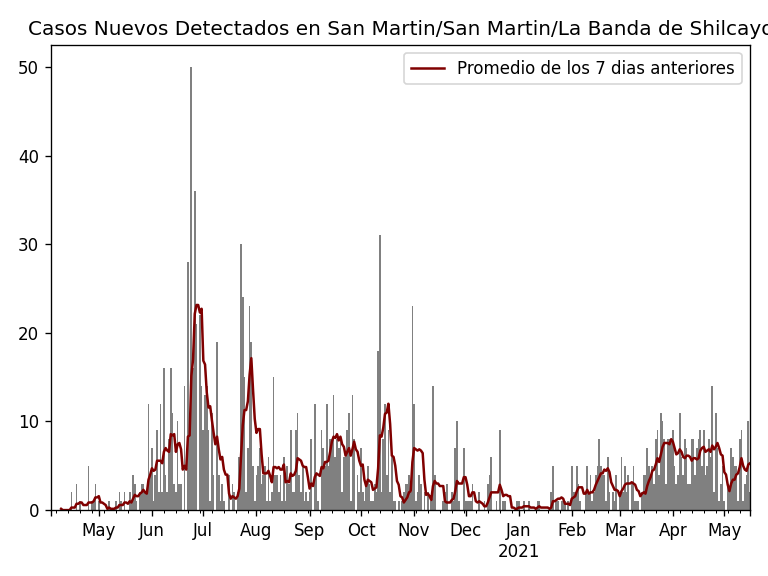 Casos Nuevos Detectados en San Martin/San Martin/La Banda de Shilcayo
Promedio de los 7 dias anteriores
50
40
30
20
10
0
May Jun Jul Aug Sep Oct Nov Dec Jan Feb Mar Apr May
2021